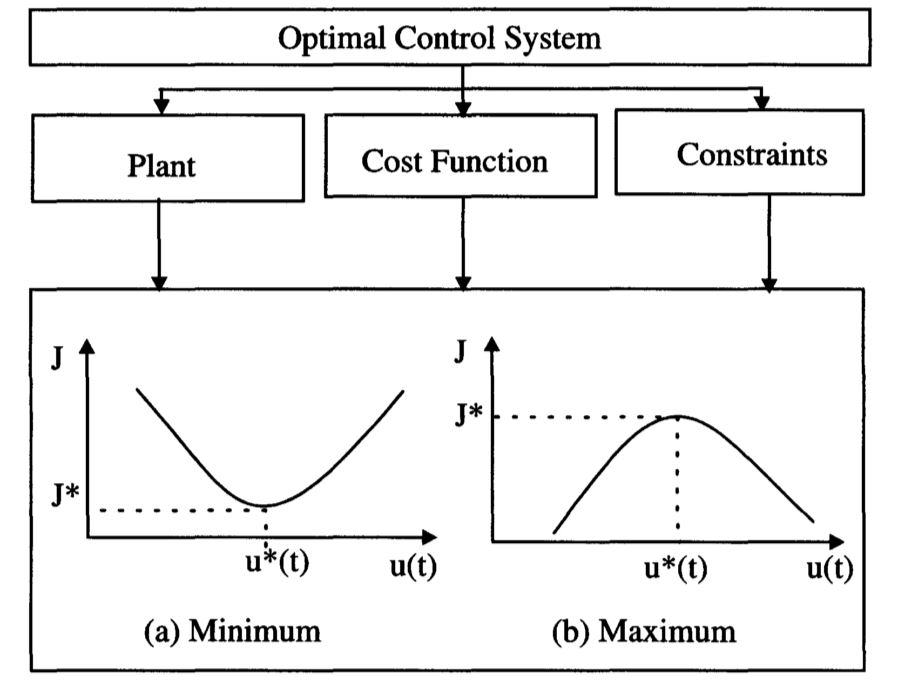 Optimal Control System
Plant
Cost Function
Constraints
J
J*
u*(t)
u(t)
(a) Minimum
J
J*
u*(t)
u(t)
(b) Maximum